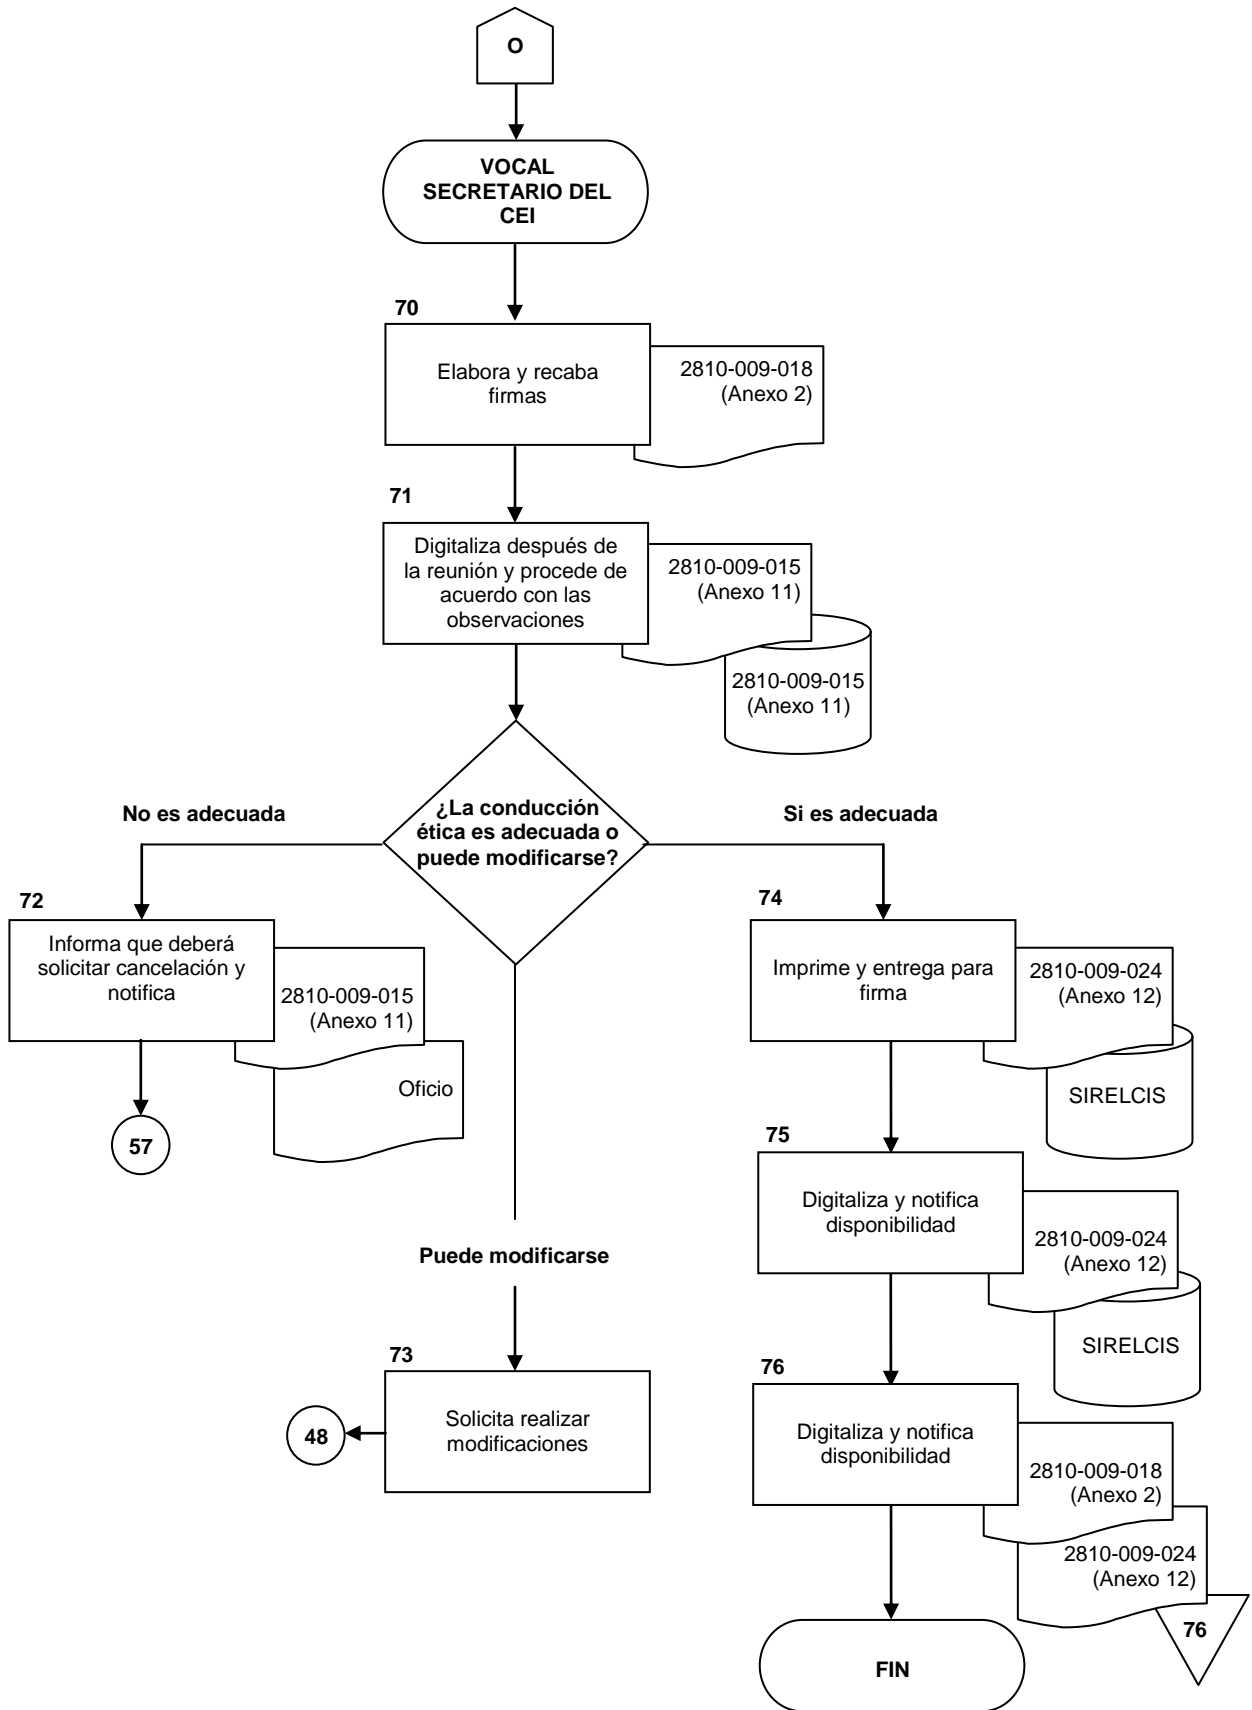 O
VOCAL
SECRETARIO DEL
CEI
70
Elabora y recaba
firmas
2810-009-018
(Anexo 2)
71
Digitaliza después de
la reunión y procede de
acuerdo con las
observaciones
2810-009-015
(Anexo 11)
2810-009-015
(Anexo 11)
¿La conducción
ética es adecuada o
puede modificarse?
No es adecuada
Si es adecuada
72
Informa que deberá
solicitar cancelación y
notifica
2810-009-015
(Anexo 11)
Oficio
57
74
Imprime y entrega para
firma
2810-009-024
(Anexo 12)
SIRELCIS
75
Digitaliza y notifica
disponibilidad
2810-009-024
(Anexo 12)
SIRELCIS
Puede modificarse
73
Solicita realizar
modificaciones
48
76
Digitaliza y notifica
disponibilidad
2810-009-018
(Anexo 2)
2810-009-024
(Anexo 12)
76
FIN